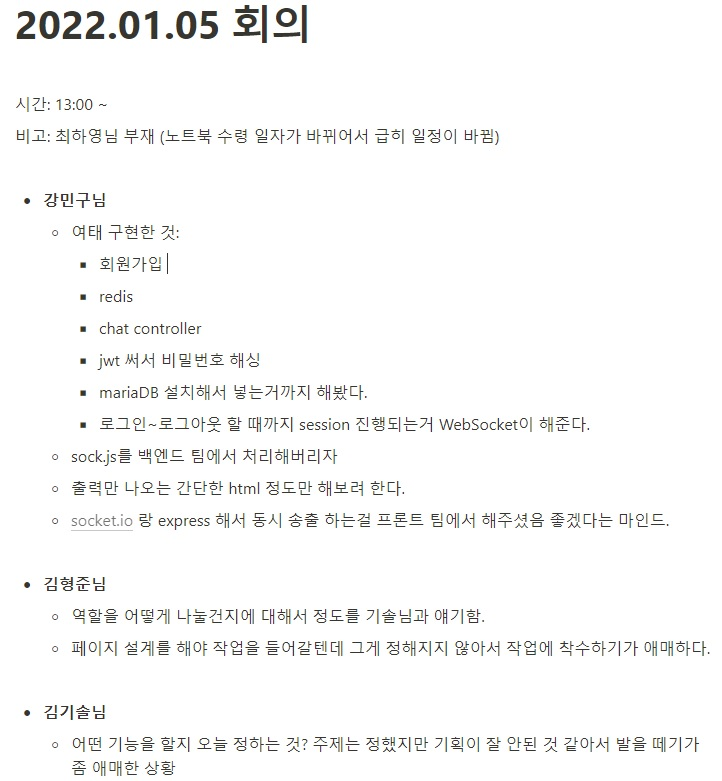 2022.01.05 회의
시간: 13:00 ~
비고: 최하영님 부재 (노트북 수령 일자가 바뀌어서 급히 일정이 바뀜)
강민구님
여태 구현한 것:
회원가입
redis
chat controller
jwt 써서 비밀번호 해싱
mariaDB 설치해서 넣는거까지 해봤다.
로그인~로그아웃 할 때까지 session 진행되는거 WebSocket이 해준다.
sock.js를 백엔드 팀에서 처리해버리자
출력만 나오는 간단한 html 정도만 해보려 한다.
socket.io 랑 express 해서 동시 송출 하는걸 프론트 팀에서 해주셨음 좋겠다는 마인드.
김형준님
역할을 어떻게 나눌건지에 대해서 정도를 기솔님과 얘기함.
페이지 설계를 해야 작업을 들어갈텐데 그게 정해지지 않아서 작업에 착수하기가 애매하다.
김기솔님
어떤 기능을 할지 오늘 정하는 것? 주제는 정했지만 기획이 잘 안된 것 같아서 발을 떼기가
좀 애매한 상황